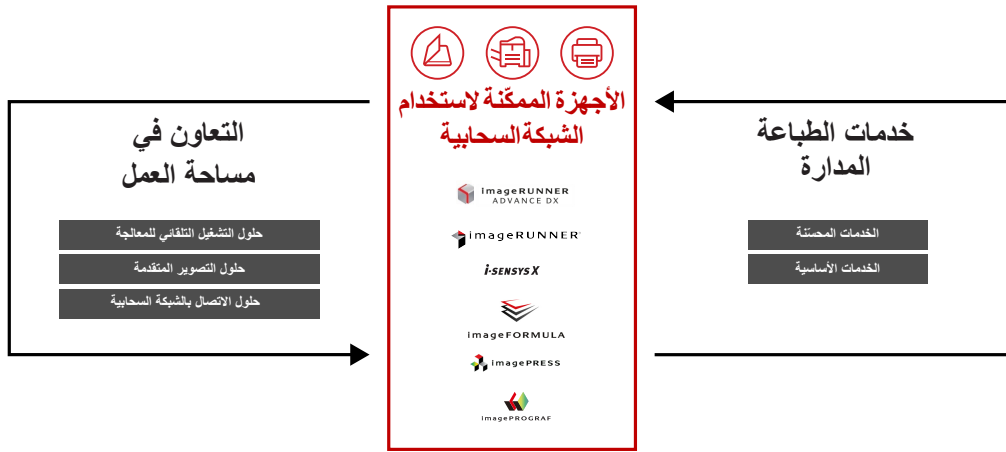 خدمات الطباعة
المدارة
الخدمات المحسّنة
الخدمات الأساسية
الأجهزة الممكّنة لاستخدام
الشبكة السحابية
imageRUNNER
ADVANCE DX
imageRUNNER
i-SENSYS X
imageFORMULA
imagePRESS
imagePROGRAF
التعاون في
مساحة العمل
حلول التشغيل التلقائي للمعالجة
حلول التصوير المتقدمة
حلول الاتصال بالشبكة السحابية